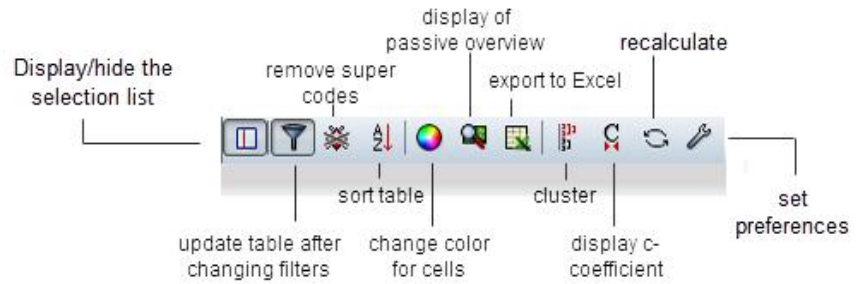 display of
passive overview
recalculate
Display/hide the
selection list
remove super
codes
export to Excel
A
Z
C
sort table
cluster
set
preferences
update table after
changing filters
change color
for cells
display c-
coefficient